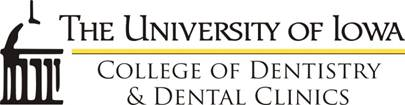 THE UNIVERSITY OF IOWA
COLLEGE OF DENTISTRY
& DENTAL CLINICS